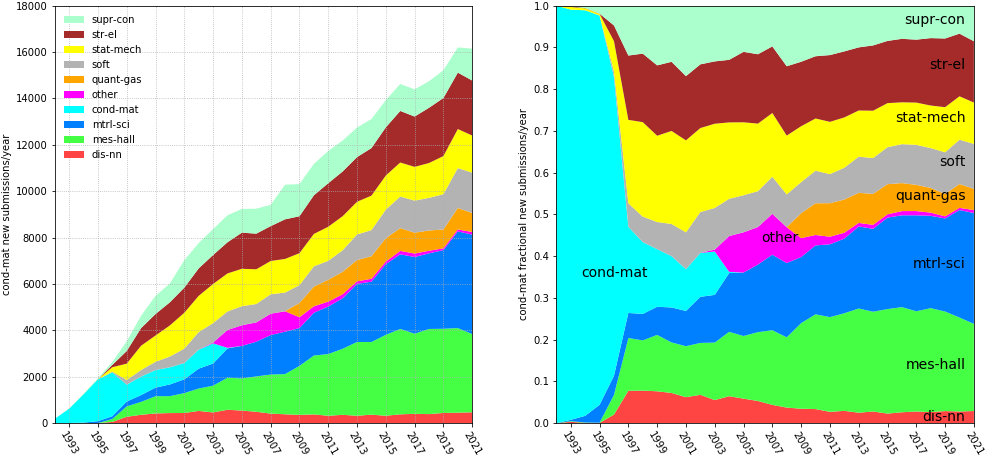 18000
16000
14000
12000
10000
8000
6000
4000
2000
0
cond-mat new submissions/year
supr-con
str-el
stat-mech
soft
quant-gas
other
cond-mat
mtrl-sci
mes-hall
dis-nn
1993 1995 1997 1999 2001 2003 2005 2007 2009 2011 2013 2015 2017 2019 2021
1.0
0.9
0.8
0.7
0.6
0.5
0.4
0.3
0.2
0.1
0.0
cond-mat fractional new submissions/year
supr-con
str-el
stat-mech
soft
quant-gas
other
mtrl-sci
cond-mat
mes-hall
dis-nn
1993 1995 1997 1999 2001 2003 2005 2007 2009 2011 2013 2015 2017 2019 2021